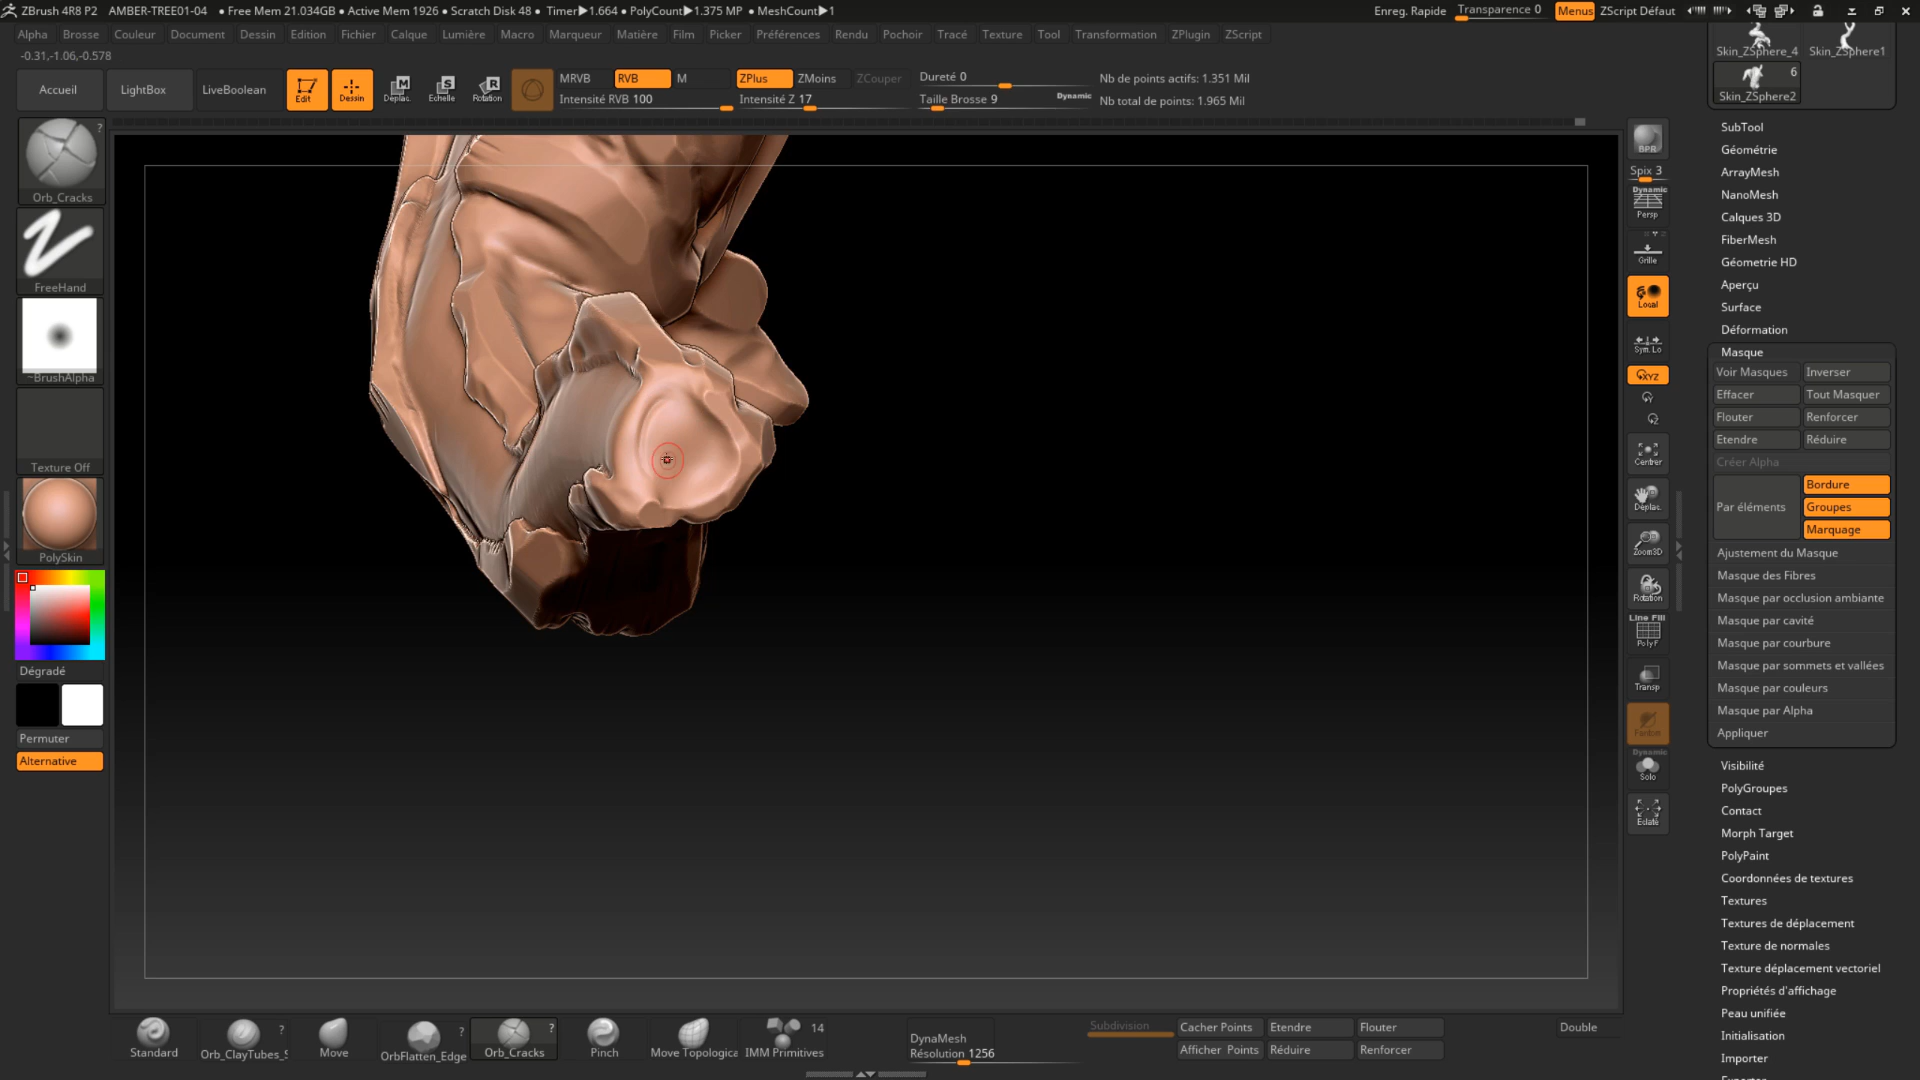 ZBrush 4R8 P2 AMBER-TREE01-04 • Free Mem 21.034GB • Active Mem 1926 • Scratch Disk 48 • Timer▶1.664 • PolyCount▶1.375 MP • MeshCount▶1 Enreg. Rapide Transparence 0 Menus ZScript Défaut
Alpha Brosse Couleur Document Dessin Edition Fichier Calque Lumière Macro Marqueur Matière Film Picker Préférences Rendu Pochoir Tracé Texture Tool Transformation ZPlugin ZScript
-0.31,-1.06,-0.578
Accueil LightBox LiveBoolean Edit Dessin Déplac. Echelle Rotation
MRVB RVB M ZPlus ZMoins ZCouper Dureté 0 Nb de points actifs: 1.351 Mil
Intensité RVB 100 Intensité Z 17 Taille Brosse 9 Dynamic Nb total de points: 1.965 Mil
?
Orb_Cracks
FreeHand
~BrushAlpha
Texture Off
PolySkin
Dégradé
Permuter
Alternative
BPR
Spix 3
Dynamic
Persp
Grille
Local
Sym. Lo
XYZ
Centrer
Déplac.
Zoom3D
Rotation
Line Fill
PolyF
Transp
Dynamic
Solo
Eclaté
Skin_ZSphere_4 Skin_ZSphere1
6
Skin_ZSphere2
SubTool
Géométrie
ArrayMesh
NanoMesh
Calques 3D
FiberMesh
Géometrie HD
Aperçu
Surface
Déformation
Masque
Voir Masques Inverser
Effacer Tout Masquer
Flouter Renforcer
Etendre Réduire
Créer Alpha
Par éléments Bordure
Groupes
Marquage
Ajustement du Masque
Masque des Fibres
Masque par occlusion ambiante
Masque par cavité
Masque par courbure
Masque par sommets et vallées
Masque par couleurs
Masque par Alpha
Appliquer
Visibilité
PolyGroupes
Contact
Morph Target
PolyPaint
Coordonnées de textures
Textures
Textures de déplacement
Texture de normales
Texture déplacement vectoriel
Propriétés d'affichage
Peau unifiée
Initialisation
Importer
Standard
? Orb_ClayTubes_S
Move
? OrbFlatten_Edge
? Orb_Cracks
Pinch
Move Topologica
14 IMM Primitives
DynaMesh
Résolution 1256
Subdivision Cacher Points Etendre Flouter Double
Afficher Points Réduire Renforcer